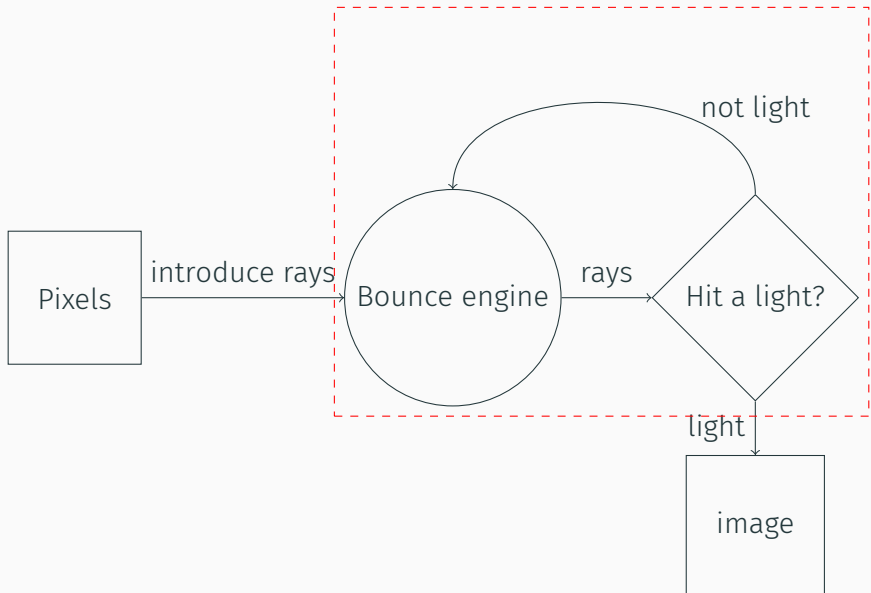 not light
introduce rays
rays
Pixels
Bounce engine
Hit a light?
light
image